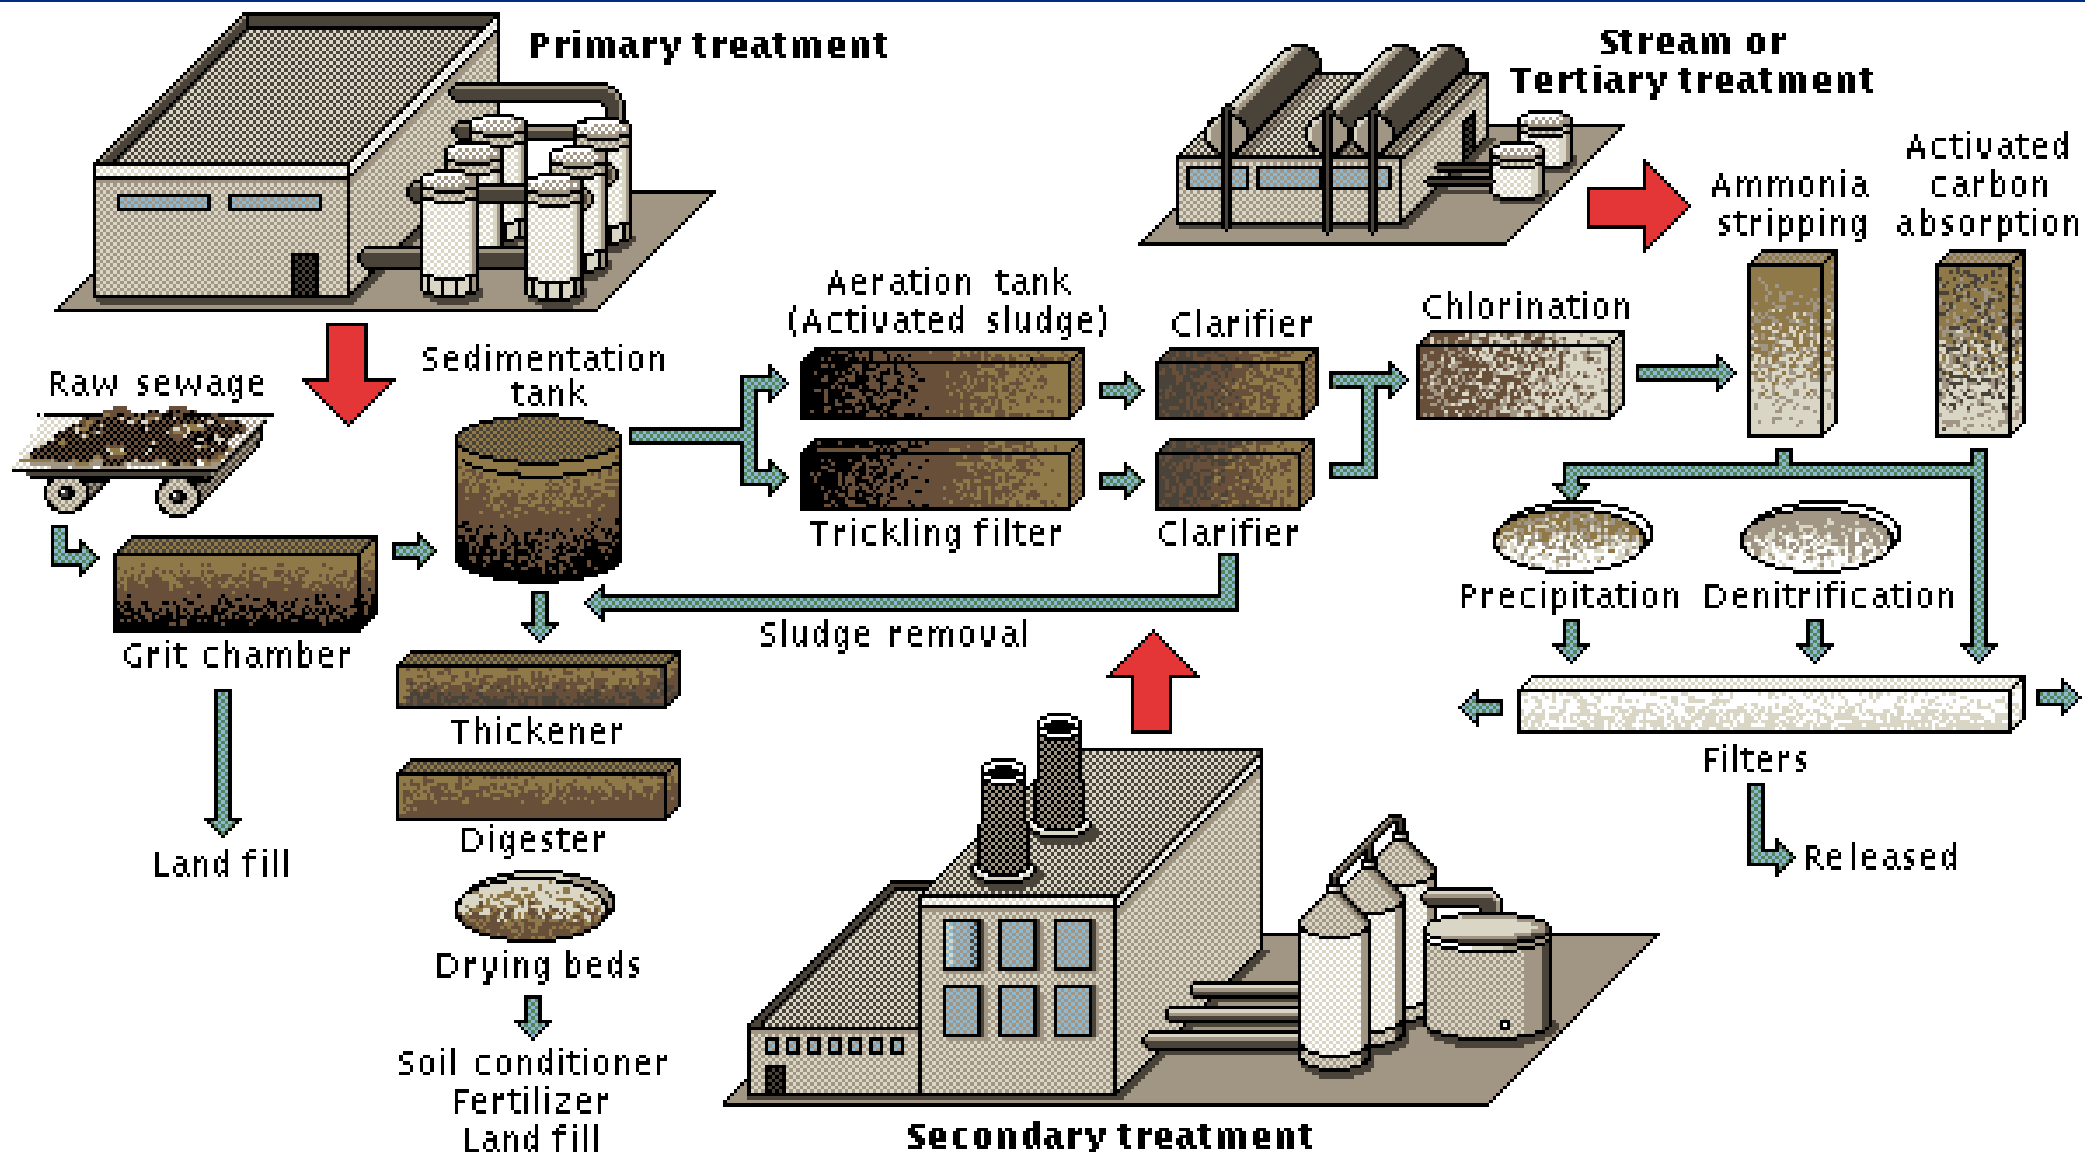 Primary treatment
Stream or
Tertiary treatment
Activated
carbon
absorption
Ammonia
stripping
Aeration tank
(Activated sludge)
Clarifier
Chlorination
Sedimentation
tank
Raw sewage
Trickling filter
Clarifier
Precipitation
Denitrification
Sludge removal
Grit chamber
Thickener
Filters
Digester
Land fill
Released
Drying beds
Soil conditioner
Fertilizer
Land fill
Secondary treatment